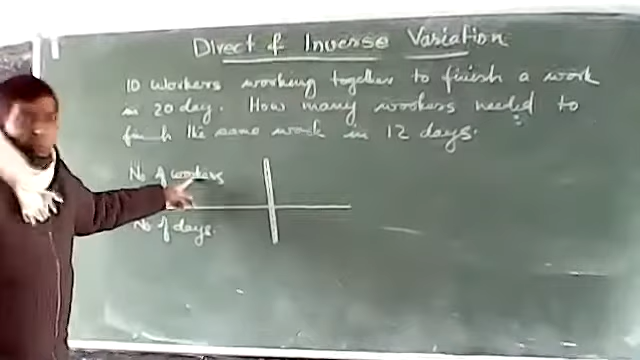 Direct & Inverse Variation
10 workers working together to finish a work
in 20 day. How many workers needed to
finish the same work in 12 days.
No of workers
No of days.